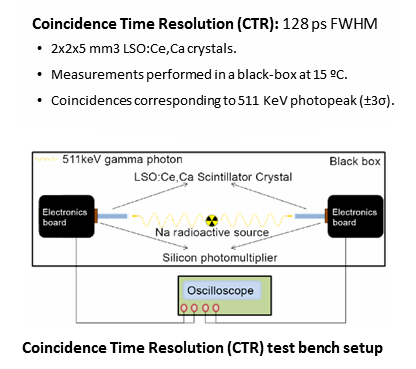 Coincidence Time Resolution (CTR): 128 ps FWHM
• 2x2x5 mm3 LSO:Ce,Ca crystals.
• Measurements performed in a black-box at 15 ºC.
• Coincidences corresponding to 511 KeV photopeak (±3σ).
511keV gamma photon
Black box
LSO:Ce,Ca Scintillator Crystal
Electronics
board
Electronics
board
Na radioactive source
Silicon photomultiplier
Oscilloscope
Coincidence Time Resolution (CTR) test bench setup